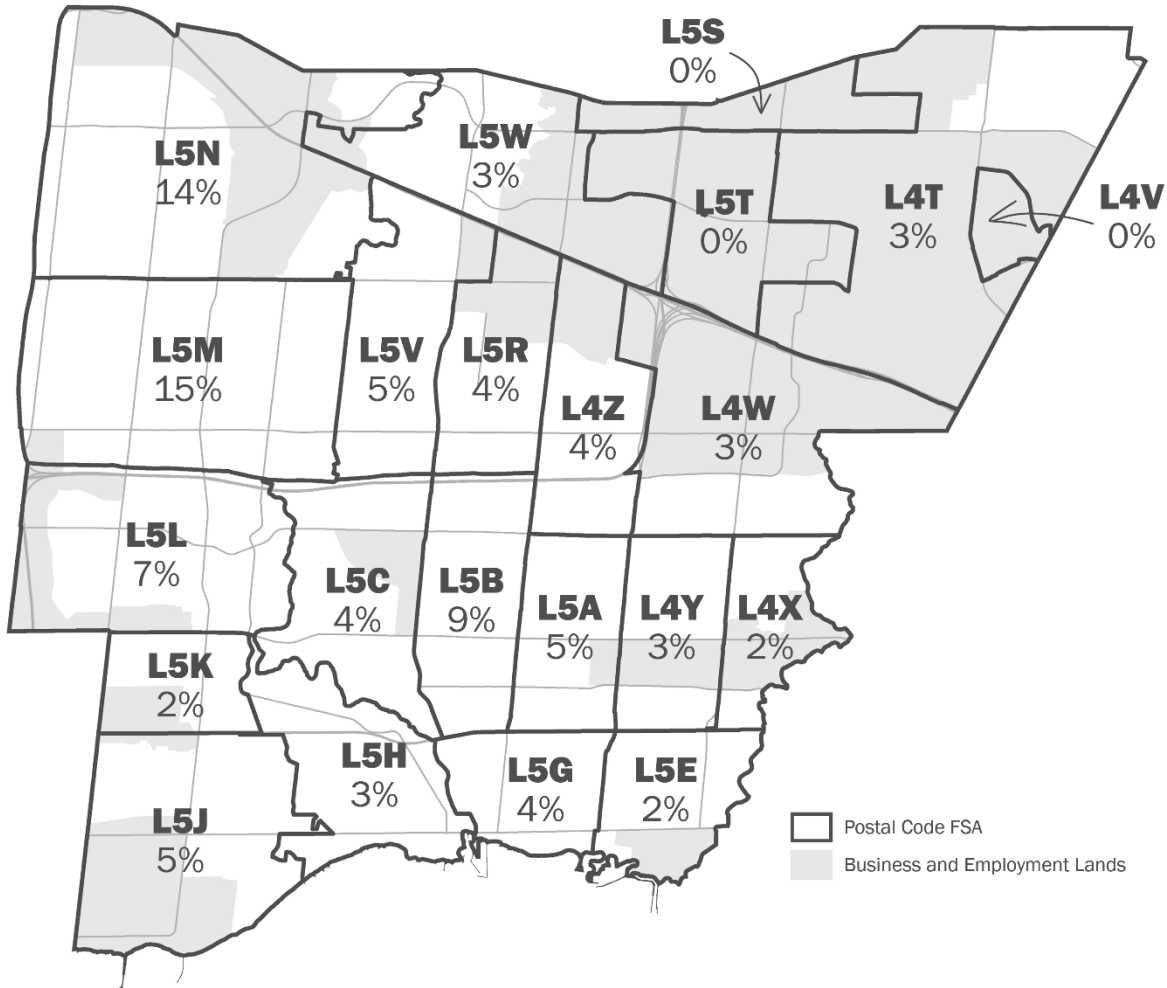 L5S
0%
L5W
3%
L5N
14%
L5T
0%
L4T
3%
L4V
0%
L5M
15%
L5V
5%
L5R
4%
L4Z
4%
L4W
3%
L5L
7%
L5C
4%
L5B
9%
L5A
5%
L4Y
3%
L4X
2%
L5K
2%
L5H
3%
L5G
4%
L5E
2%
L5J
5%
Postal Code FSA
Business and Employment Lands